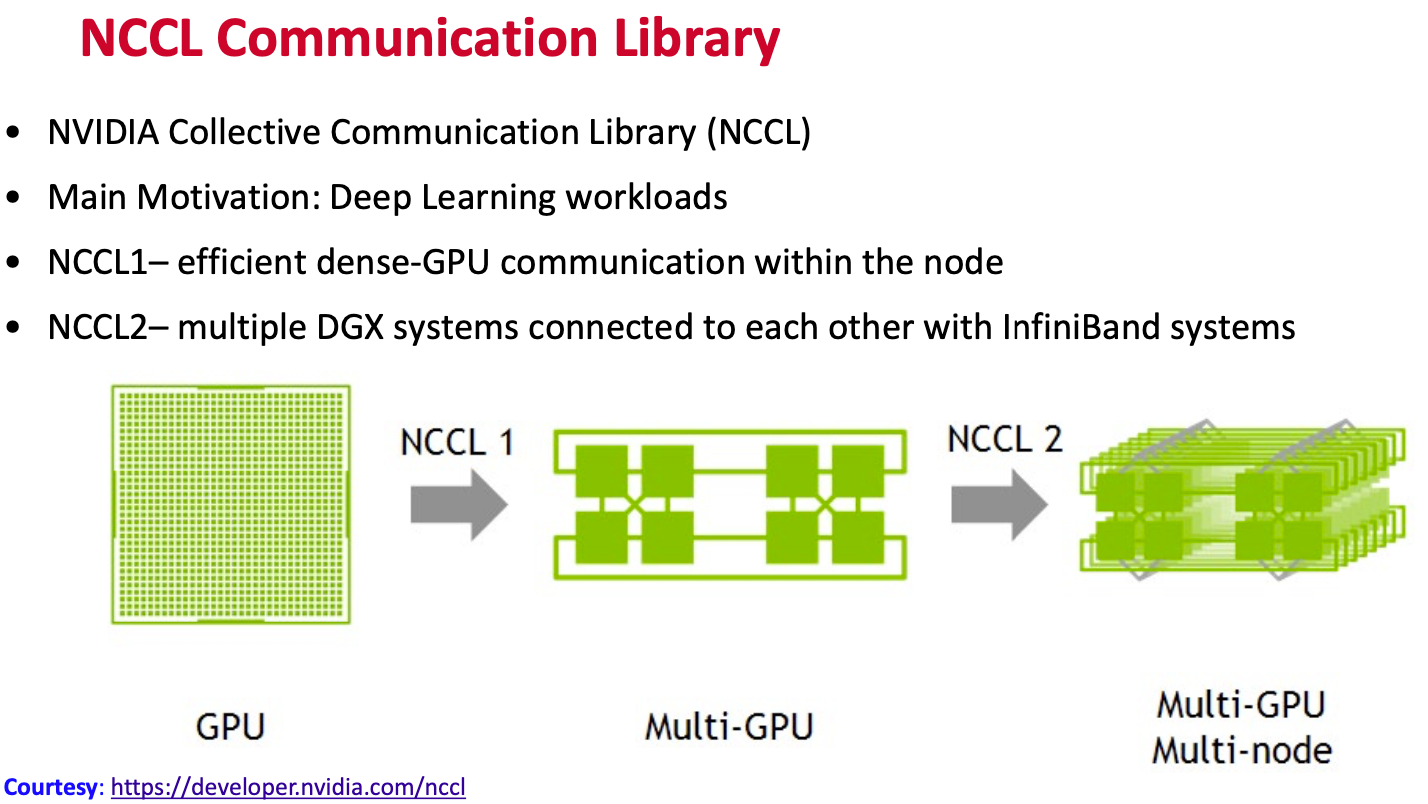 NCCL Communication Library
• NVIDIA Collective Communication Library (NCCL)
• Main Motivation: Deep Learning workloads
• NCCL1– efficient dense-GPU communication within the node
• NCCL2– multiple DGX systems connected to each other with InfiniBand systems
NCCL 1
NCCL 2
GPU
Multi-GPU
Multi-GPU
Multi-node
Courtesy: https://developer.nvidia.com/nccl